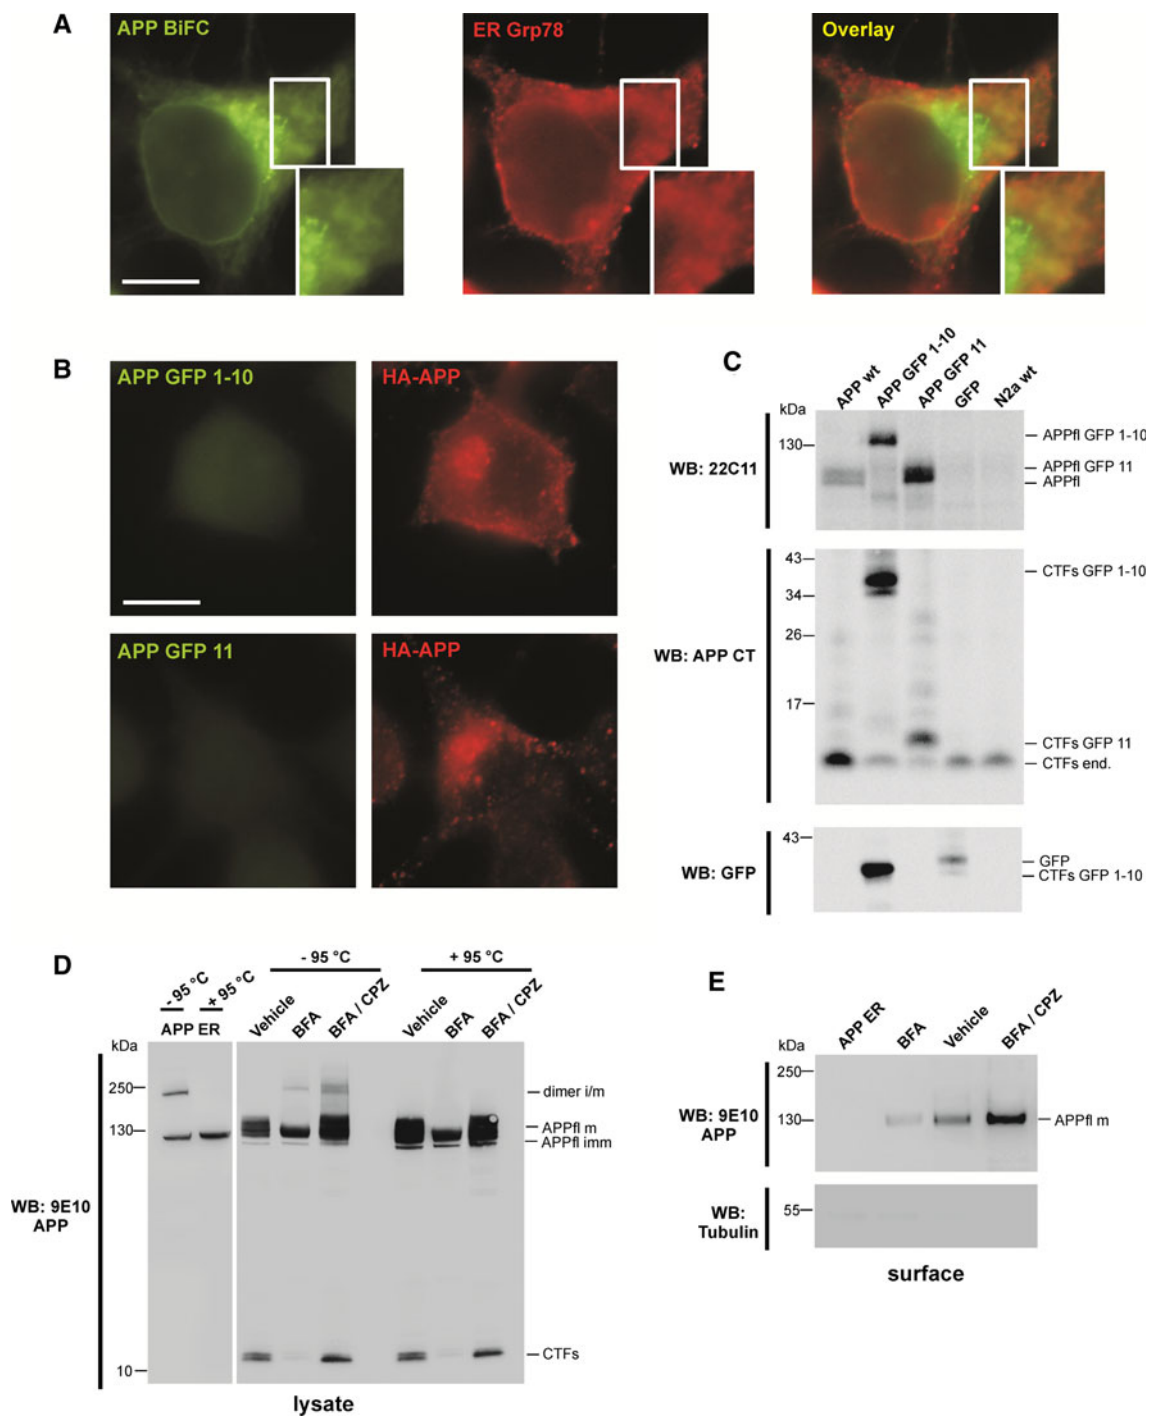 A
APP BiFC
ER Grp78
Overlay
B
APP GFP 1-10
HA-APP
APP GFP 11
HA-APP
C
APP wt
APP GFP 1-10
APP GFP 11
GFP
N2a wt
kDa
130
WB: 22C11
APPfl GFP 1-10
APPfl GFP 11
APPfl
43
34
26
17
WB: APP CT
CTFs GFP 1-10
CTFs GFP 11
CTFs end.
43
WB: GFP
GFP
CTFs GFP 1-10
D
- 95 °C
+ 95 °C
APP ER
- 95 °C
+ 95 °C
Vehicle
BFA
BFA / CPZ
Vehicle
BFA
BFA / CPZ
kDa
250
130
10
WB: 9E10
APP
dimer i/m
APPfl m
APPfl imm
CTFs
lysate
E
APP ER
BFA
Vehicle
BFA / CPZ
kDa
250
130
WB: 9E10
APP
APPfl m
55
WB:
Tubulin
surface